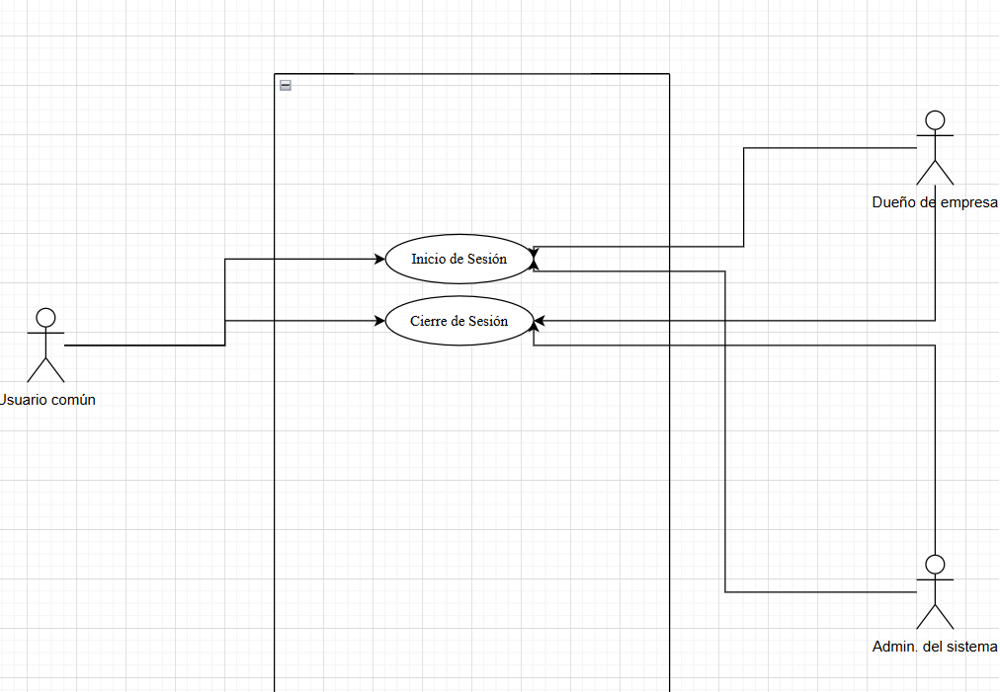 Dueño de empresa
Inicio de Sesión
Cierre de Sesión
Usuario común
Admin. del sistema